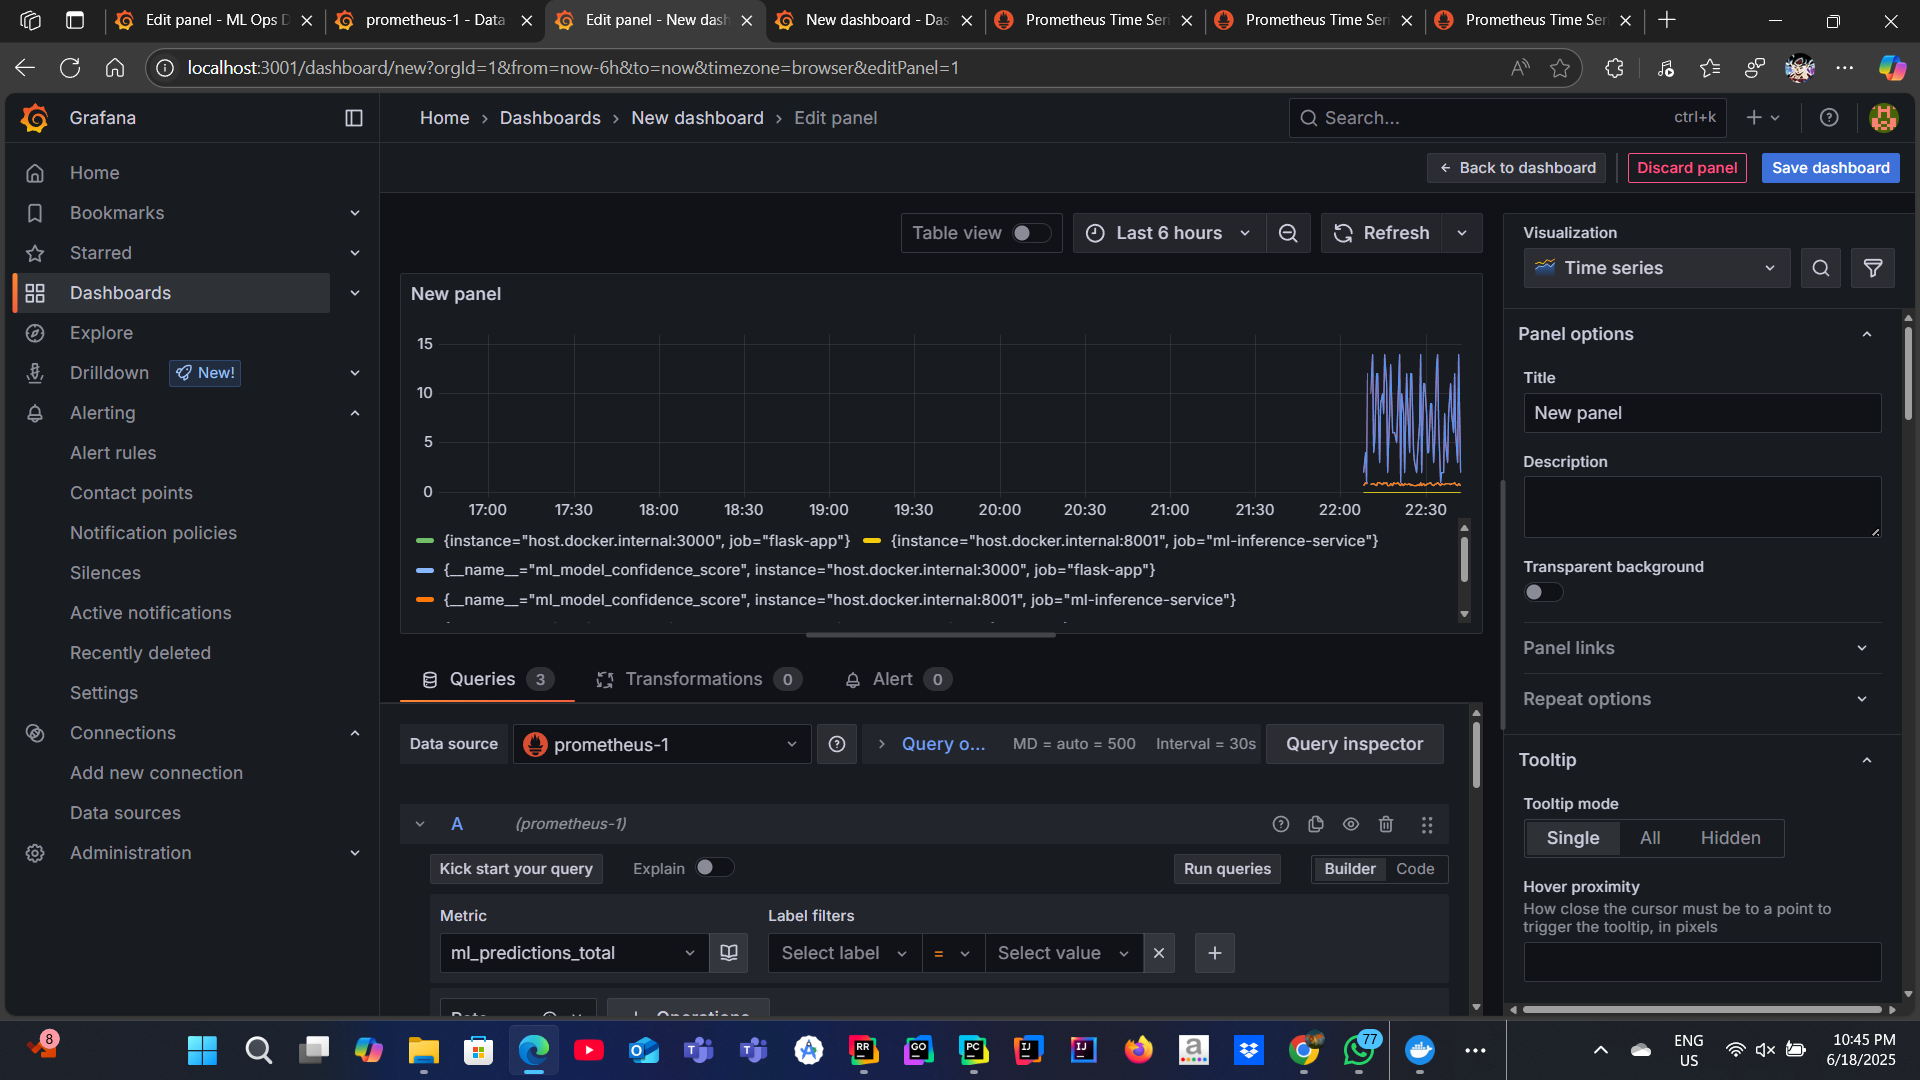 Edit panel - ML Ops D
prometheus-1 - Data
Edit panel - New dash
New dashboard - Das
Prometheus Time Seri
Prometheus Time Seri
Prometheus Time Seri
localhost:3001/dashboard/new?orgId=1&from=now-6h&to=now&timezone=browser&editPanel=1
Grafana
Home › Dashboards › New dashboard › Edit panel
Search... ctrl+k
Back to dashboard Discard panel Save dashboard
Home
Bookmarks
Starred
Dashboards
Explore
Drilldown New!
Alerting
Alert rules
Contact points
Notification policies
Silences
Active notifications
Recently deleted
Settings
Connections
Add new connection
Data sources
Administration
Table view Last 6 hours Refresh
New panel
15
10
5
0
17:00 17:30 18:00 18:30 19:00 19:30 20:00 20:30 21:00 21:30 22:00 22:30
{instance="host.docker.internal:3000", job="flask-app"} {instance="host.docker.internal:8001", job="ml-inference-service"}
{__name__="ml_model_confidence_score", instance="host.docker.internal:3000", job="flask-app"}
{__name__="ml_model_confidence_score", instance="host.docker.internal:8001", job="ml-inference-service"}
Queries 3 Transformations 0 Alert 0
Data source prometheus-1 Query o... MD = auto = 500 Interval = 30s Query inspector
A (prometheus-1)
Kick start your query Explain Run queries Builder Code
Metric Label filters
ml_predictions_total Select label = Select value
Operations
Visualization
Time series
Panel options
Title
New panel
Description
Transparent background
Panel links
Repeat options
Tooltip
Tooltip mode
Single All Hidden
Hover proximity
How close the cursor must be to a point to
trigger the tooltip, in pixels
8
RR
GO
PC
IJ
IJ
a
77
ENG
US
10:45 PM
6/18/2025